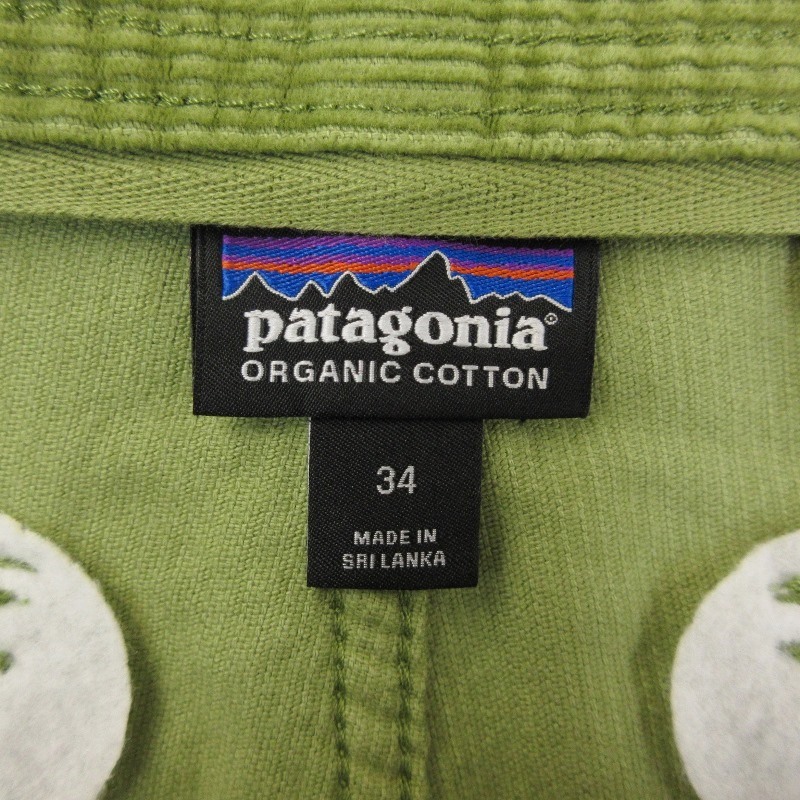 patagonia®
ORGANIC COTTON
34
MADE IN
SRI LANKA